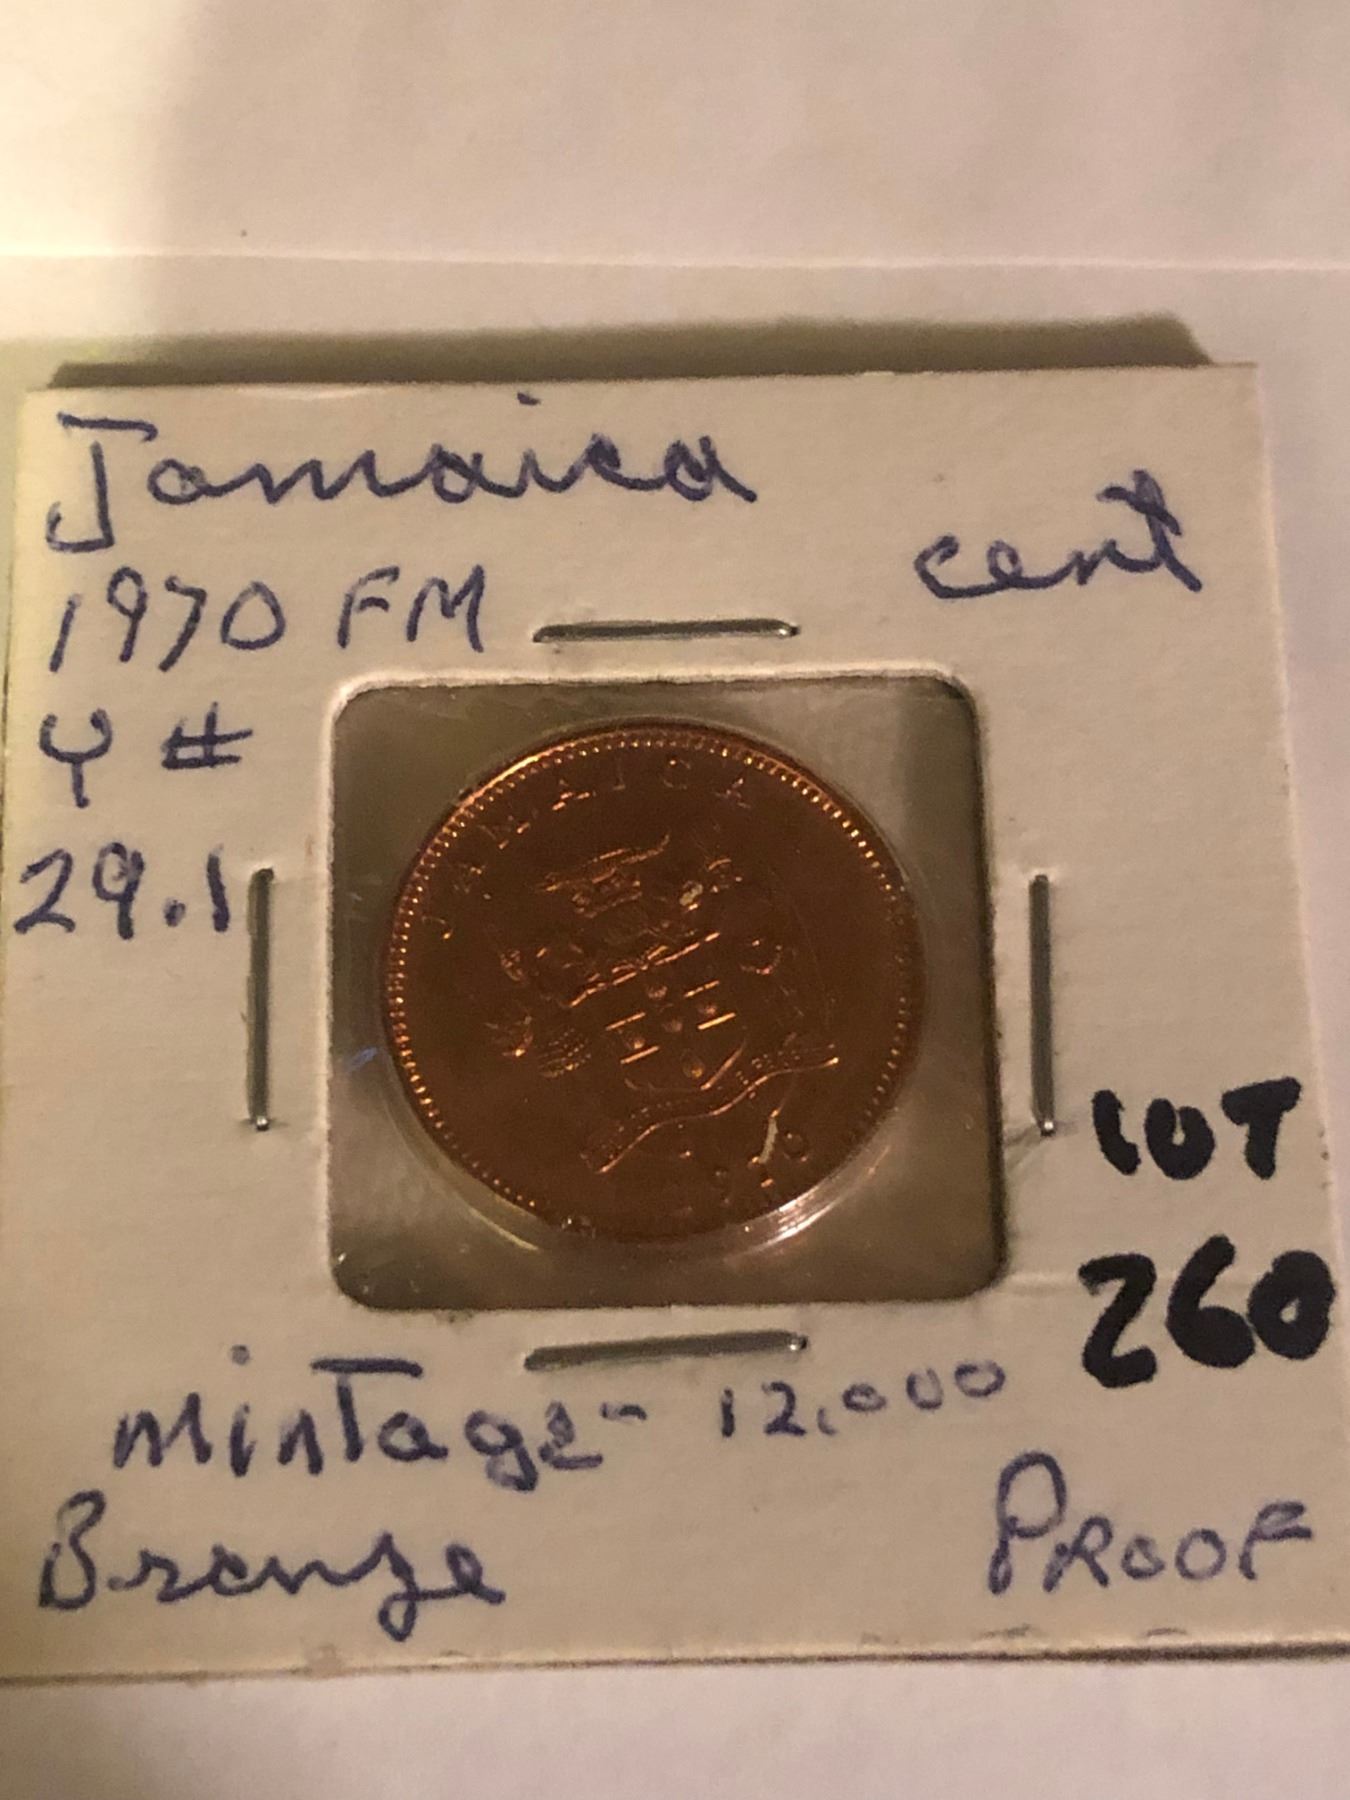 Jamaica
cent
1970 FM
Y #
29.1
JAMAICA
LOT
260
Mintage - 12,000
Bronze
PROOF